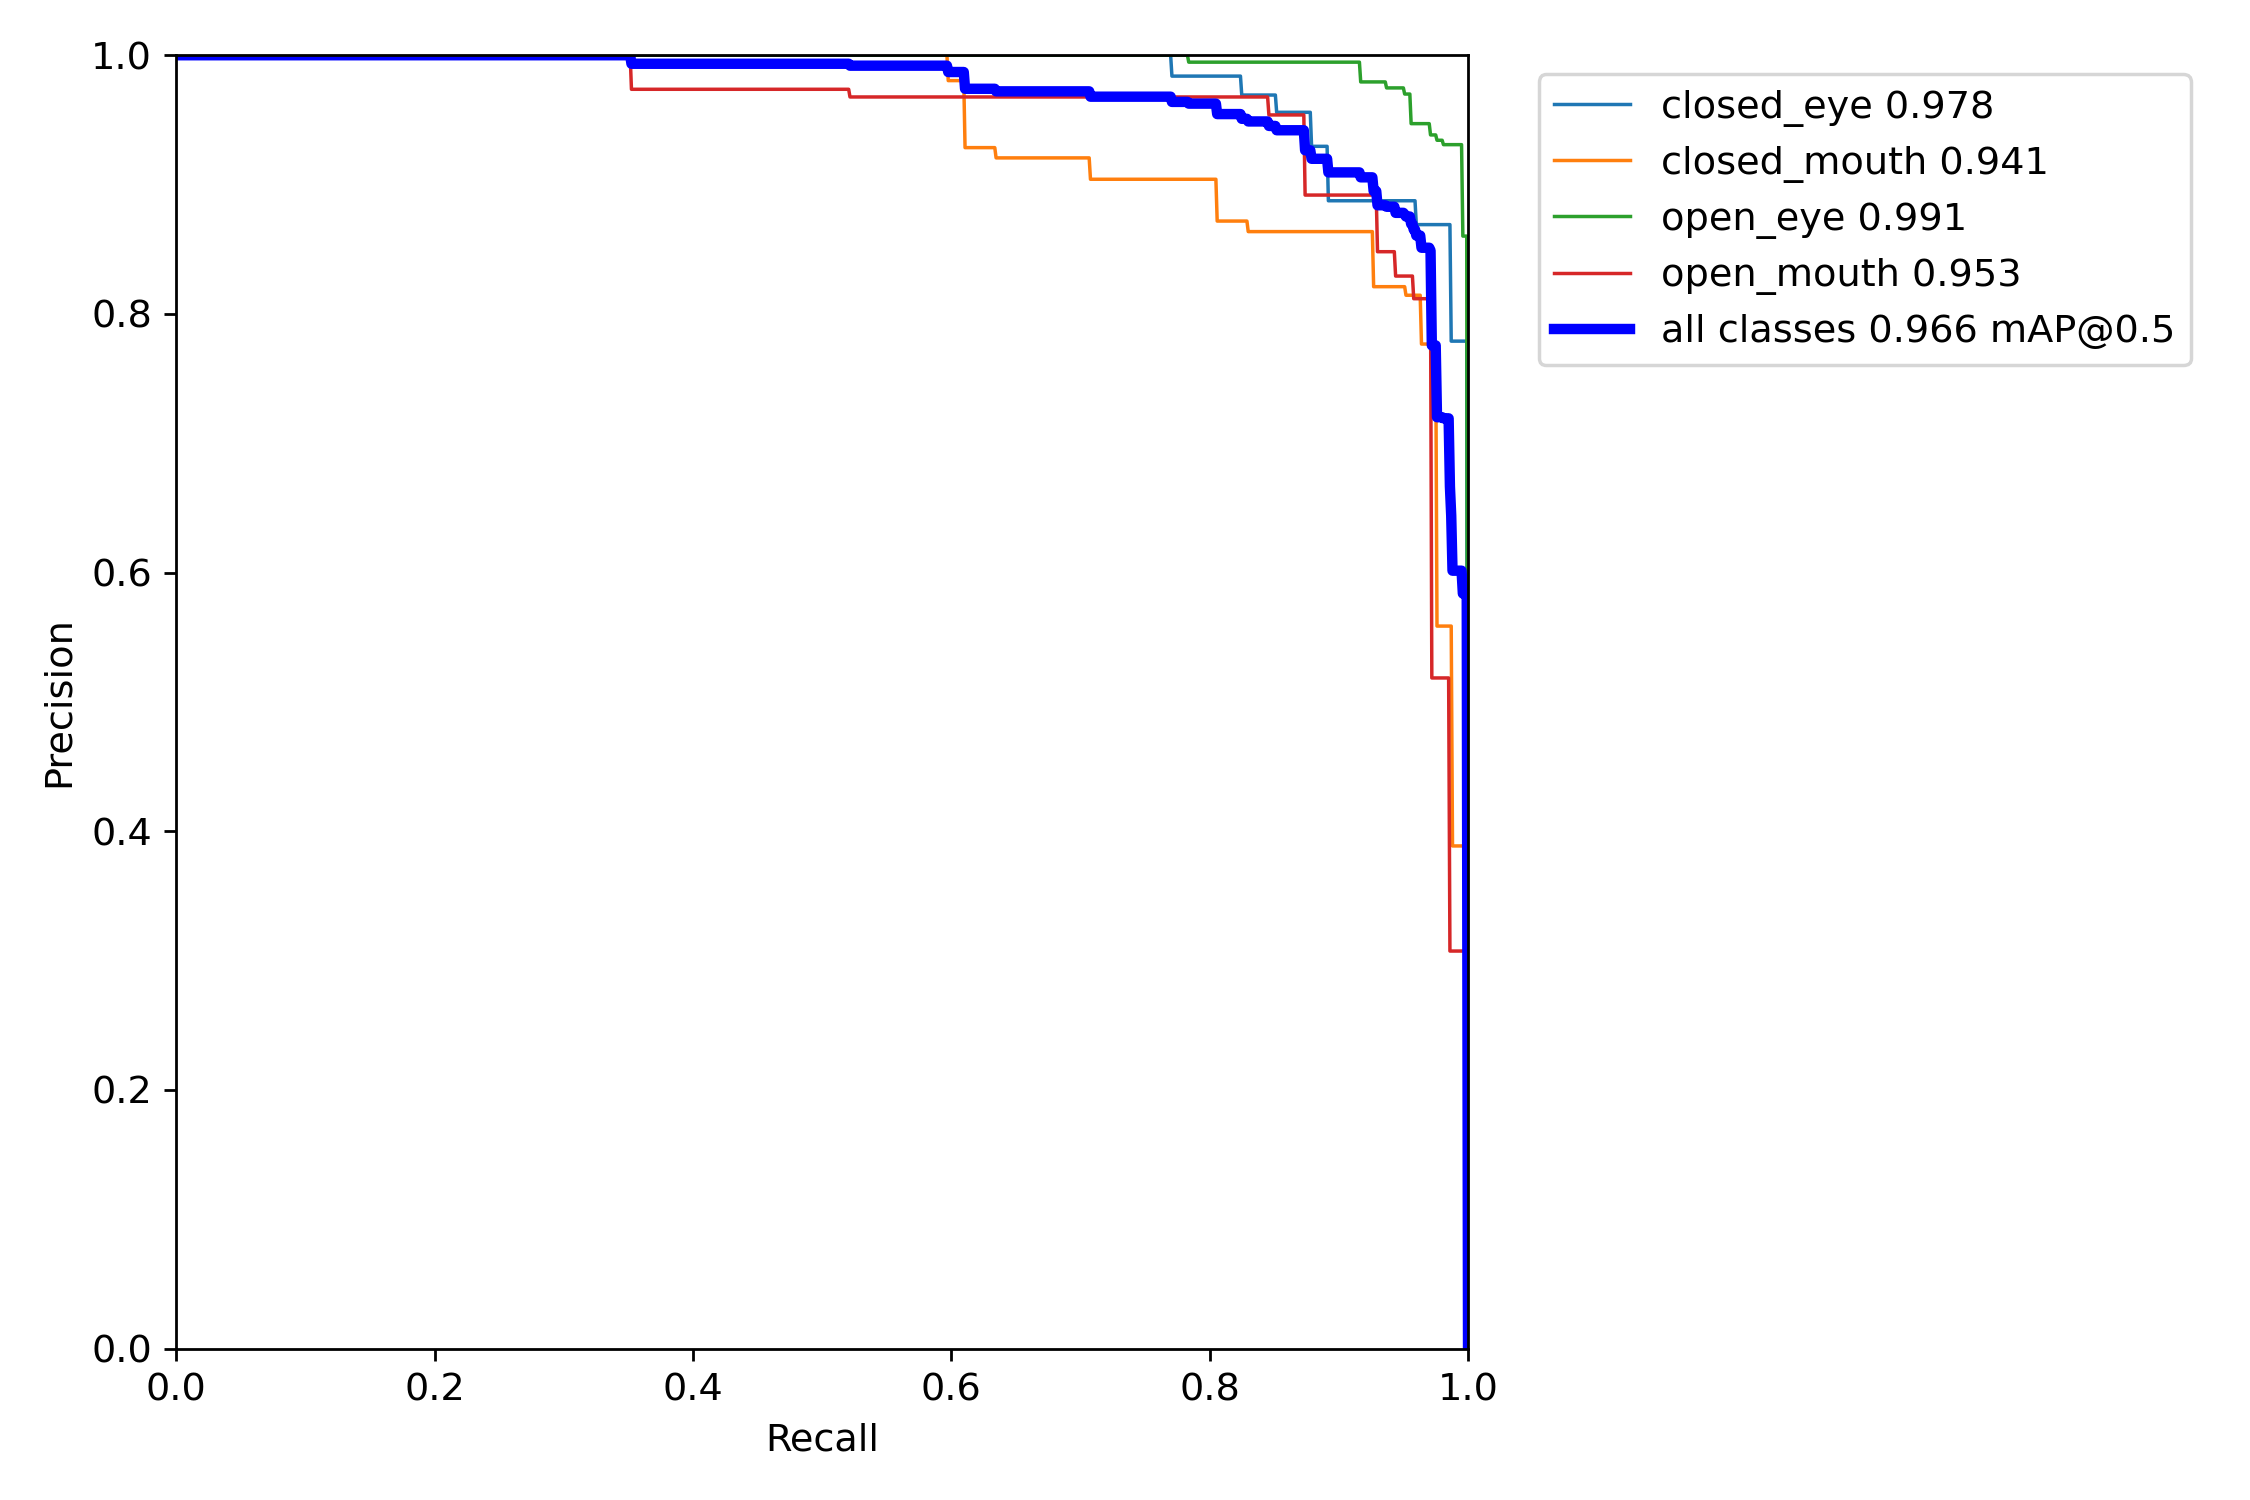 1.0
0.8
0.6
0.4
0.2
0.0
Precision
0.0 0.2 0.4 0.6 0.8 1.0
Recall
closed_eye 0.978
closed_mouth 0.941
open_eye 0.991
open_mouth 0.953
all classes 0.966 mAP@0.5